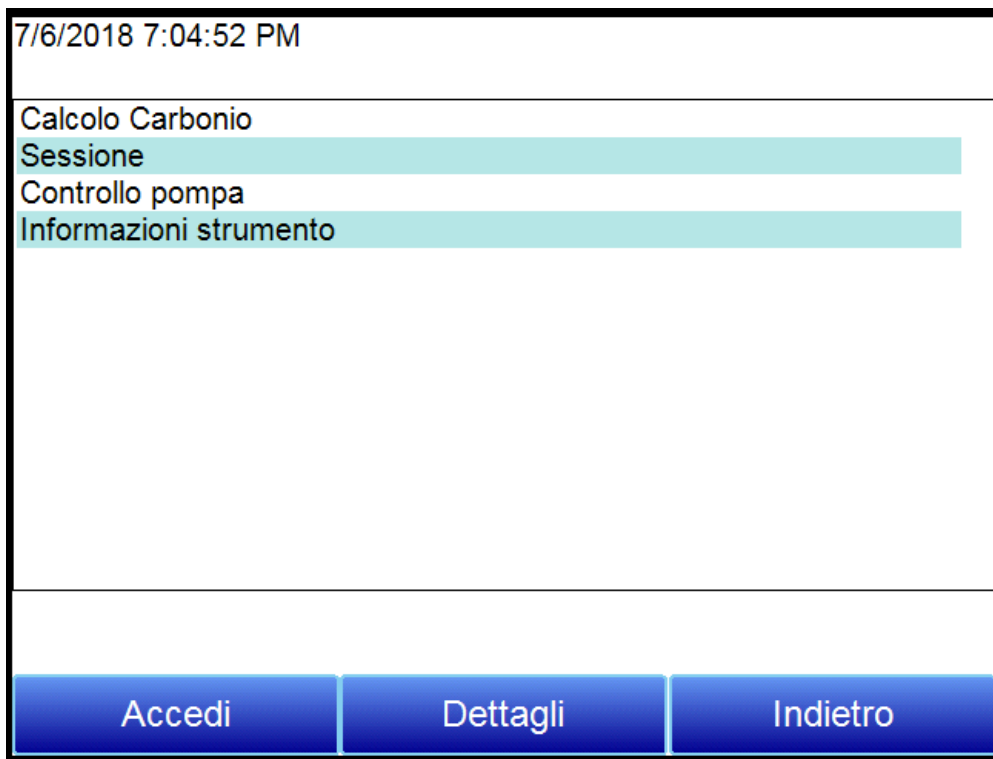 7/6/2018 7:04:52 PM
Calcolo Carbonio
Sessione
Controllo pompa
Informazioni strumento
Accedi Dettagli Indietro